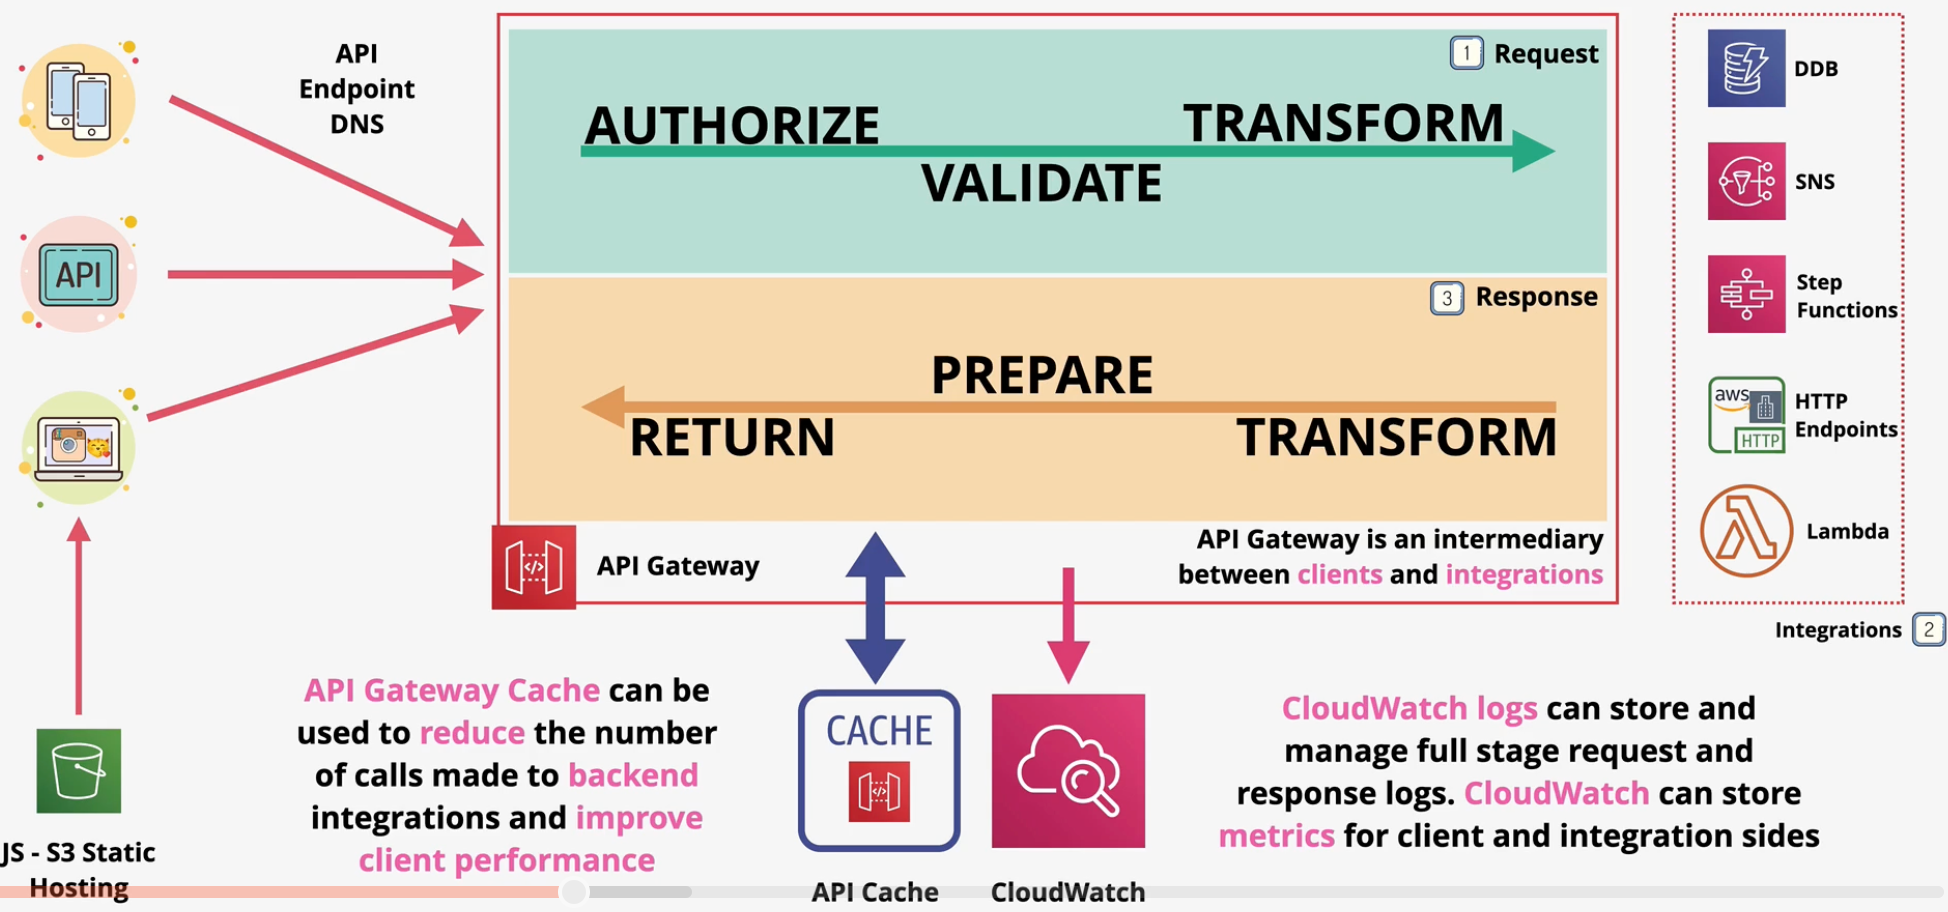 API
Endpoint
DNS
API
1 Request
AUTHORIZE
TRANSFORM
VALIDATE
3 Response
PREPARE
RETURN
TRANSFORM
API Gateway
API Gateway is an intermediary
between clients and integrations
DDB
SNS
Step
Functions
aws
HTTP
HTTP
Endpoints
Lambda
Integrations 2
JS - S3 Static
Hosting
API Gateway Cache can be
used to reduce the number
of calls made to backend
integrations and improve
client performance
CACHE
API Cache
CloudWatch
CloudWatch logs can store and
manage full stage request and
response logs. CloudWatch can store
metrics for client and integration sides